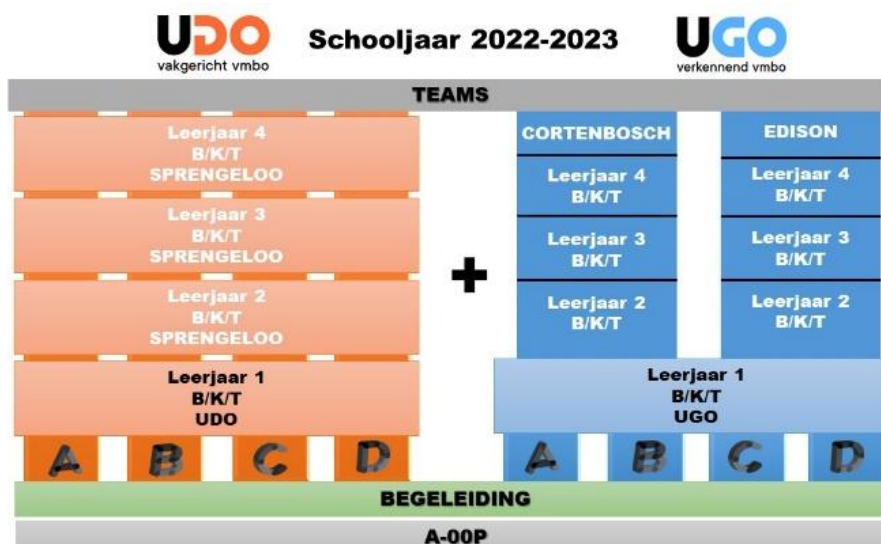 UDO
vakgericht vmbo
Schooljaar 2022-2023
UGO
verkennend vmbo
TEAMS
Leerjaar 4
B/K/T
SPRENGELOO
Leerjaar 3
B/K/T
SPRENGELOO
Leerjaar 2
B/K/T
SPRENGELOO
Leerjaar 1
B/K/T
UDO
A B C D
+
CORTENBOSCH
Leerjaar 4
B/K/T
Leerjaar 3
B/K/T
Leerjaar 2
B/K/T
EDISON
Leerjaar 4
B/K/T
Leerjaar 3
B/K/T
Leerjaar 2
B/K/T
Leerjaar 1
B/K/T
UGO
A B C D
BEGELEIDING
A-00P